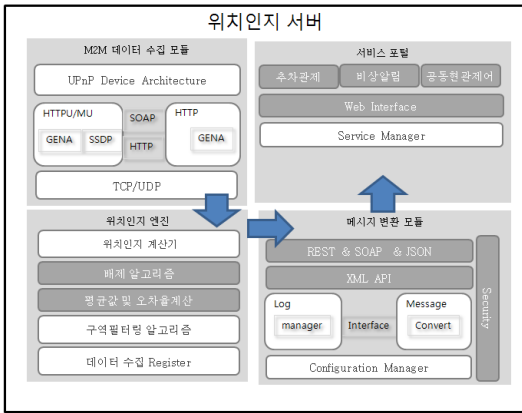 위치인지 서버
M2M 데이터 수집 모듈
UPnP Device Architecture
HTTPU/MU
GENA
SSDP
SOAP
HTTP
HTTP
GENA
TCP/UDP
서비스 포털
추차관제
비상알림
공동현관제어
Web Interface
Service Manager
위치인지 엔진
위치인지 계산기
배제 알고리즘
평균값 및 오차율계산
구역필터링 알고리즘
데이터 수집 Register
메시지 변환 모듈
REST & SOAP & JSON
XML API
Log
manager
Interface
Message
Convert
Configuration Manager
Security